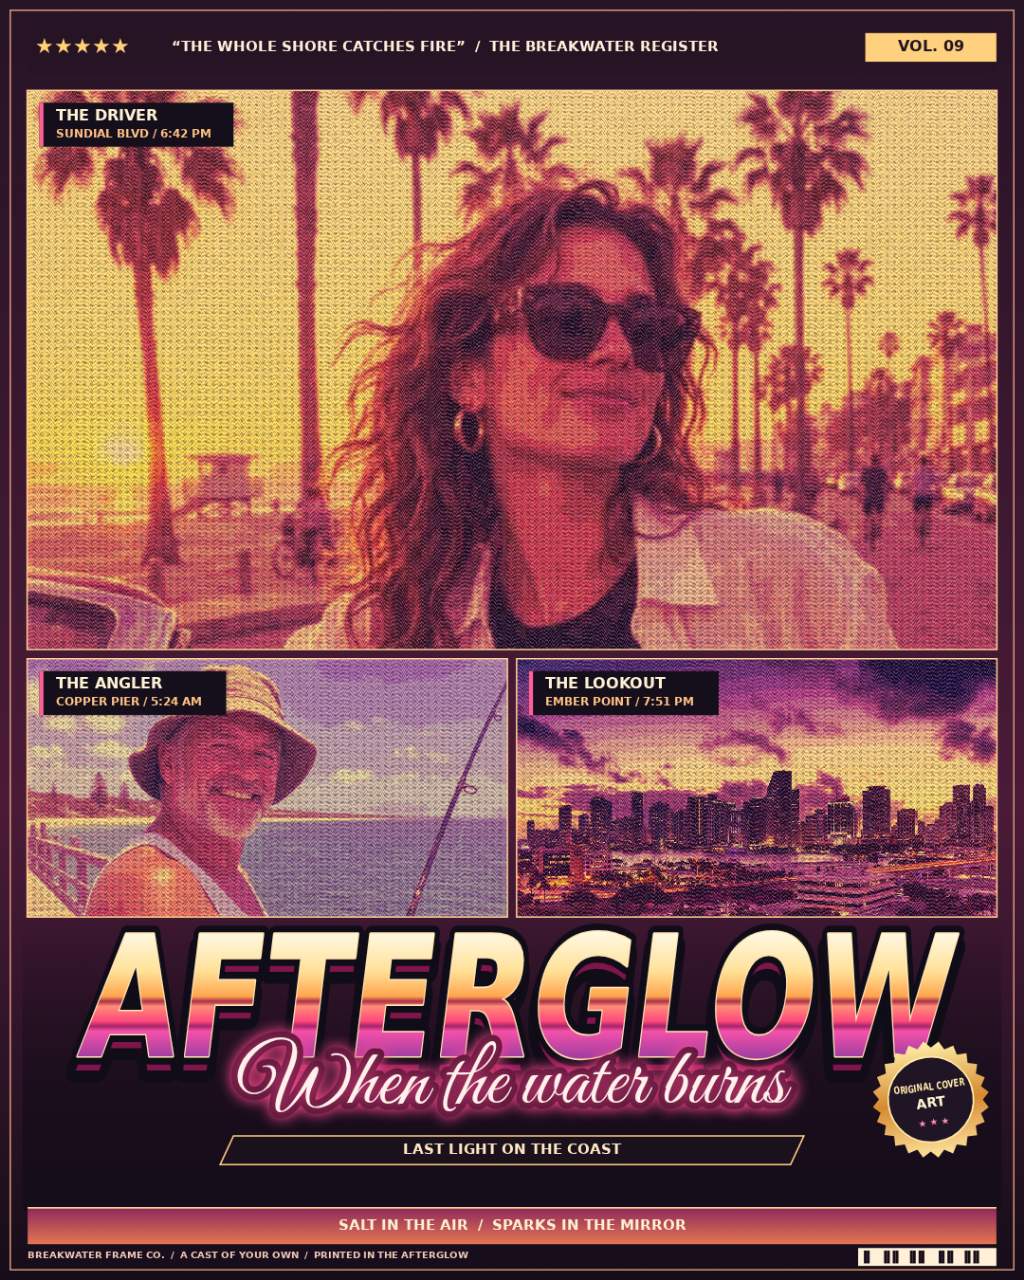 ★★★★★ “THE WHOLE SHORE CATCHES FIRE” / THE BREAKWATER REGISTER
VOL. 09
THE DRIVER
SUNDIAL BLVD / 6:42 PM
THE ANGLER
COPPER PIER / 5:24 AM
THE LOOKOUT
EMBER POINT / 7:51 PM
AFTERGLOW
When the water burns
ORIGINAL COVER
ART
★ ★ ★
LAST LIGHT ON THE COAST
SALT IN THE AIR / SPARKS IN THE MIRROR
BREAKWATER FRAME CO. / A CAST OF YOUR OWN / PRINTED IN THE AFTERGLOW